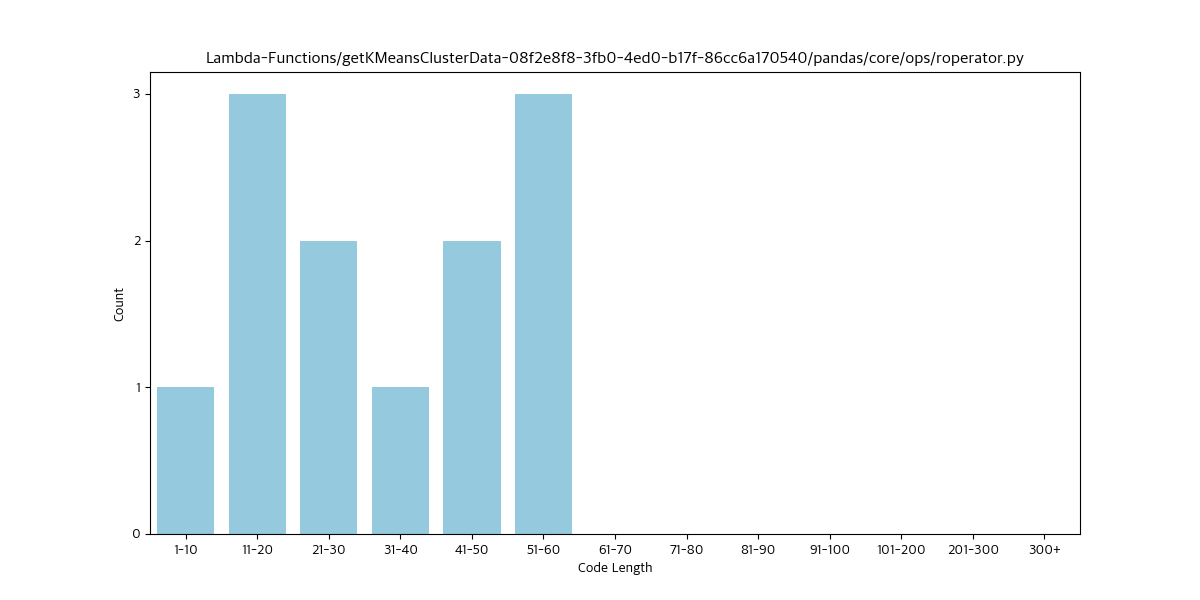 Lambda-Functions/getKMeansClusterData-08f2e8f8-3fb0-4ed0-b17f-86cc6a170540/pandas/core/ops/roperator.py
3
2
1
0
Count
1-10 11-20 21-30 31-40 41-50 51-60 61-70 71-80 81-90 91-100 101-200 201-300 300+
Code Length